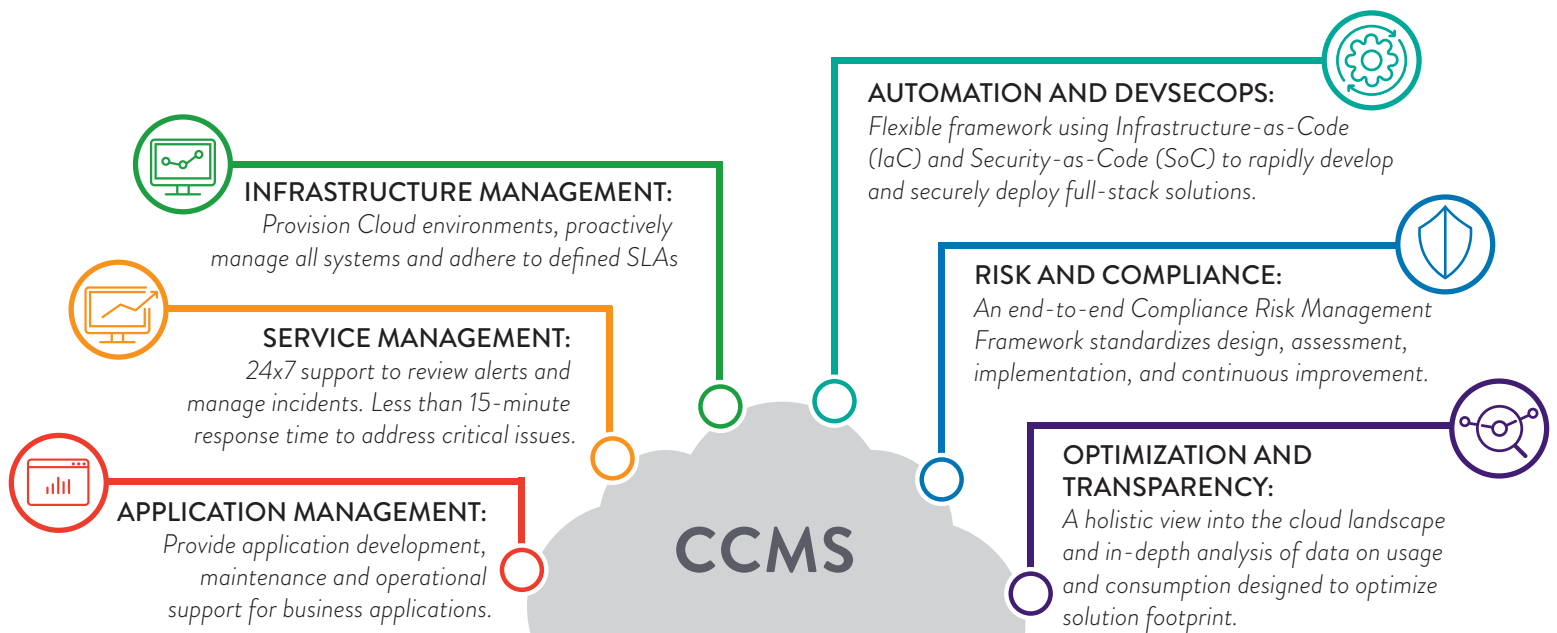 INFRASTRUCTURE MANAGEMENT:
Provision Cloud environments, proactively
manage all systems and adhere to defined SLAs
SERVICE MANAGEMENT:
24x7 support to review alerts and
manage incidents. Less than 15-minute
response time to address critical issues.
APPLICATION MANAGEMENT:
Provide application development,
maintenance and operational
support for business applications.
CCMS
AUTOMATION AND DEVSECOPS:
Flexible framework using Infrastructure-as-Code
(IaC) and Security-as-Code (SoC) to rapidly develop
and securely deploy full-stack solutions.
RISK AND COMPLIANCE:
An end-to-end Compliance Risk Management
Framework standardizes design, assessment,
implementation, and continuous improvement.
OPTIMIZATION AND
TRANSPARENCY:
A holistic view into the cloud landscape
and in-depth analysis of data on usage
and consumption designed to optimize
solution footprint.